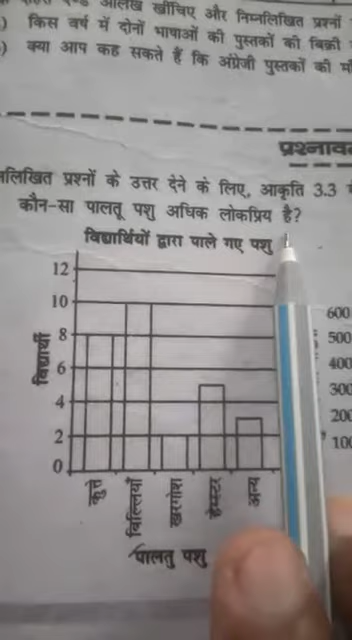 आलेख खींचिए और निम्नलिखित प्रश्नों
) किस वर्ष में दोनों भाषाओं की पुस्तकों की बिक्री
) क्या आप कह सकते हैं कि अंग्रेजी पुस्तकों की
प्रश्नाव
लिखित प्रश्नों के उत्तर देने के लिए, आकृति 3.3
कौन-सा पालतू पशु अधिक लोकप्रिय है?
विद्यार्थियों द्वारा पाले गए पशु
12
10
8
6
4
2
0
विद्यार्थी
कुत्ते
बिल्लियाँ
खरगोश
हेम्स्टर
अन्य
पालतु पशु
600
500
400
300
200
100